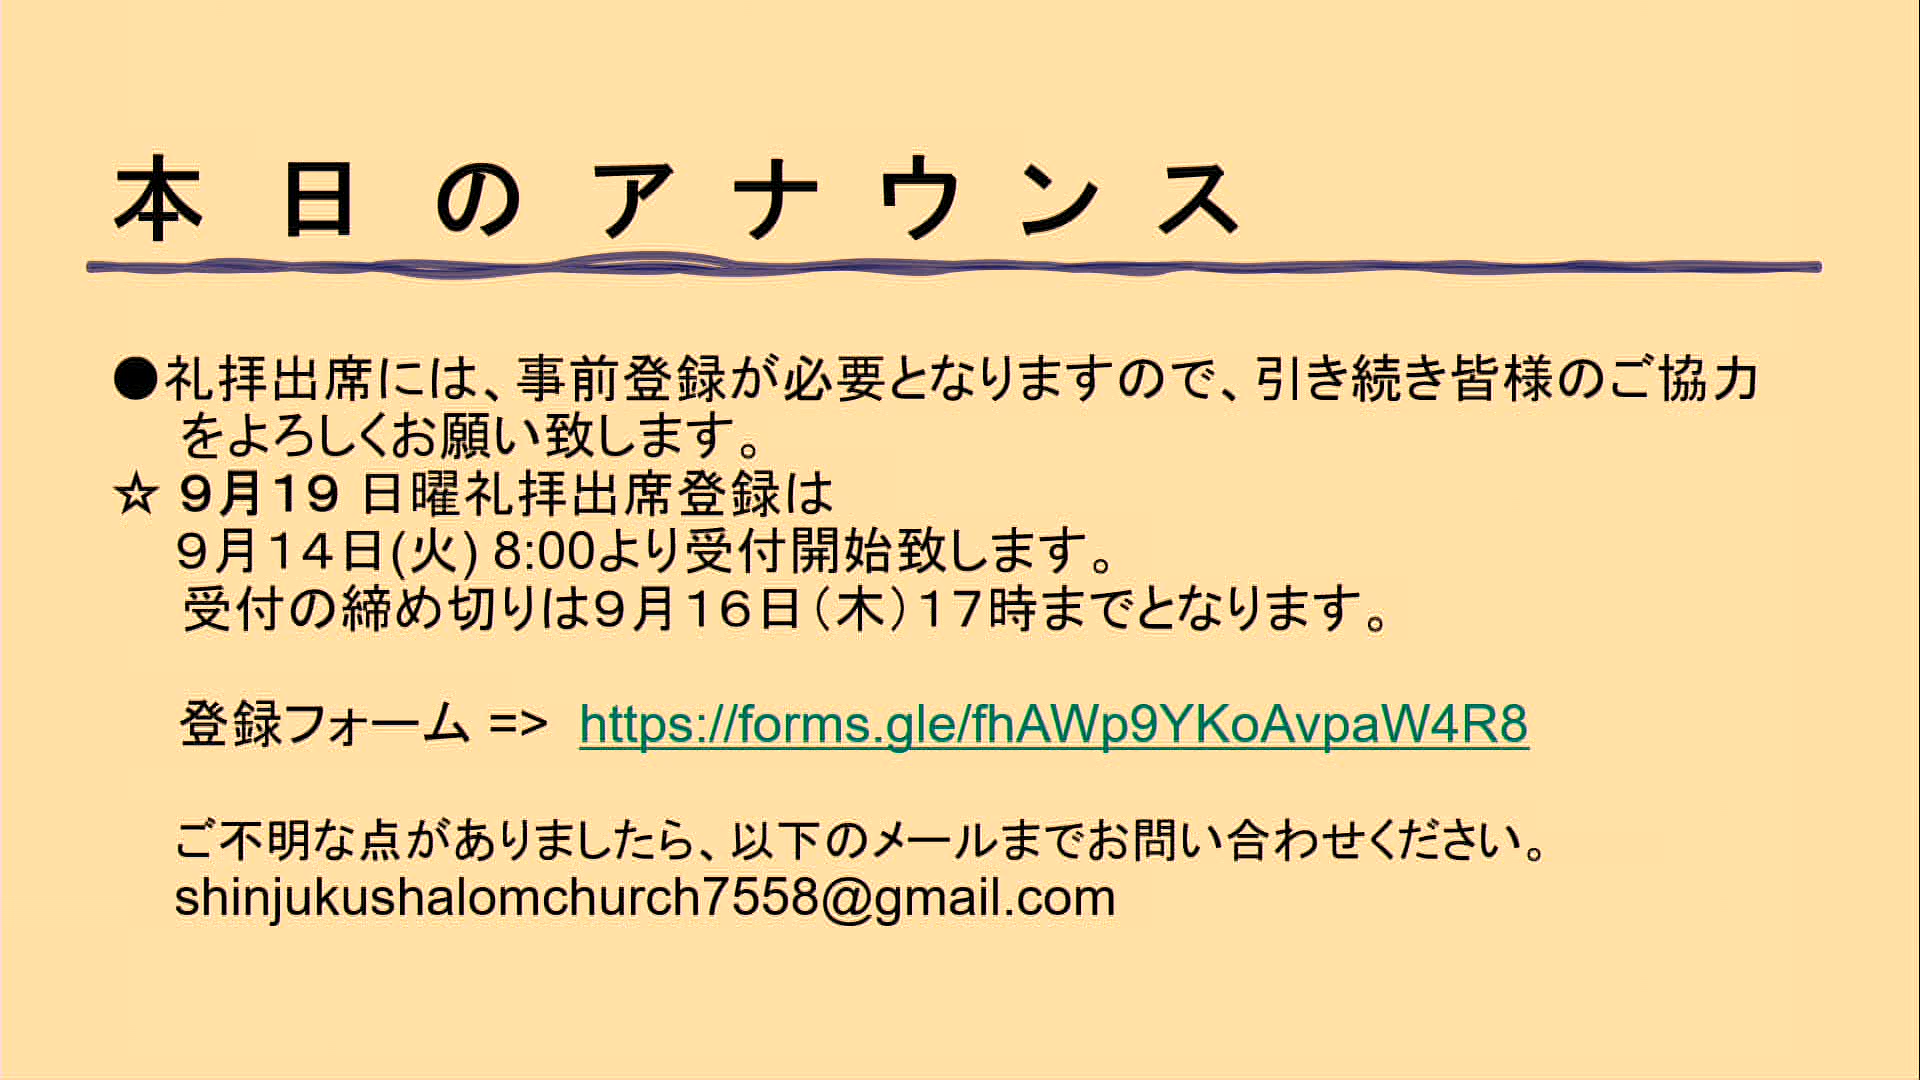 本日のアナウンス
●礼拝出席には、事前登録が必要となりますので、引き続き皆様のご協力
をよろしくお願い致します。
☆ ９月１９ 日曜礼拝出席登録は
９月１４日(火) 8:00より受付開始致します。
受付の締め切りは９月１６日（木）１７時までとなります。
登録フォーム => https://forms.gle/fhAWp9YKoAvpaW4R8
ご不明な点がありましたら、以下のメールまでお問い合わせください。
shinjukushalomchurch7558@gmail.com